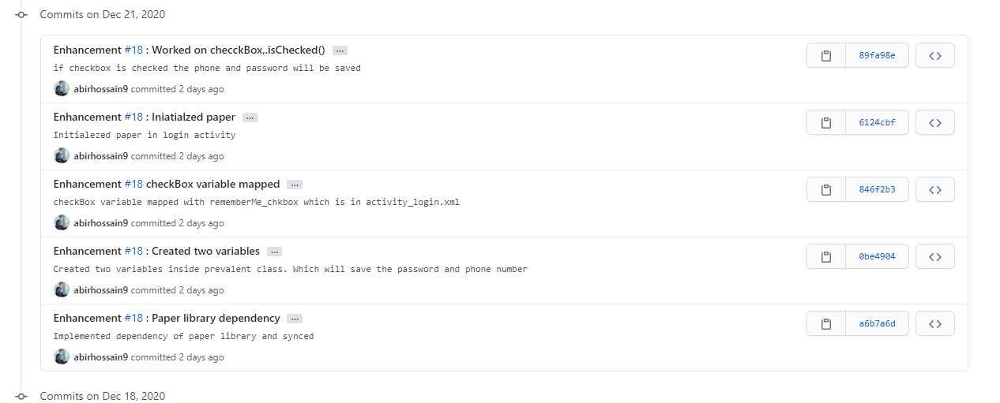 Commits on Dec 21, 2020
Enhancement #18 : Worked on checckBox,.isChecked() ...
89fa98e
if checkbox is checked the phone and password will be saved
abirhossain9 committed 2 days ago
Enhancement #18 : Iniatialzed paper ...
6124cbf
Initialezed paper in login activity
abirhossain9 committed 2 days ago
Enhancement #18 checkBox variable mapped ...
846f2b3
checkBox variable mapped with rememberMe_chkbox which is in activity_login.xml
abirhossain9 committed 2 days ago
Enhancement #18 : Created two variables ...
0be4904
Created two variables inside prevalent class. Which will save the password and phone number
abirhossain9 committed 2 days ago
Enhancement #18 : Paper library dependency ...
a6b7a6d
Implemented dependency of paper library and synced
abirhossain9 committed 2 days ago
Commits on Dec 18, 2020